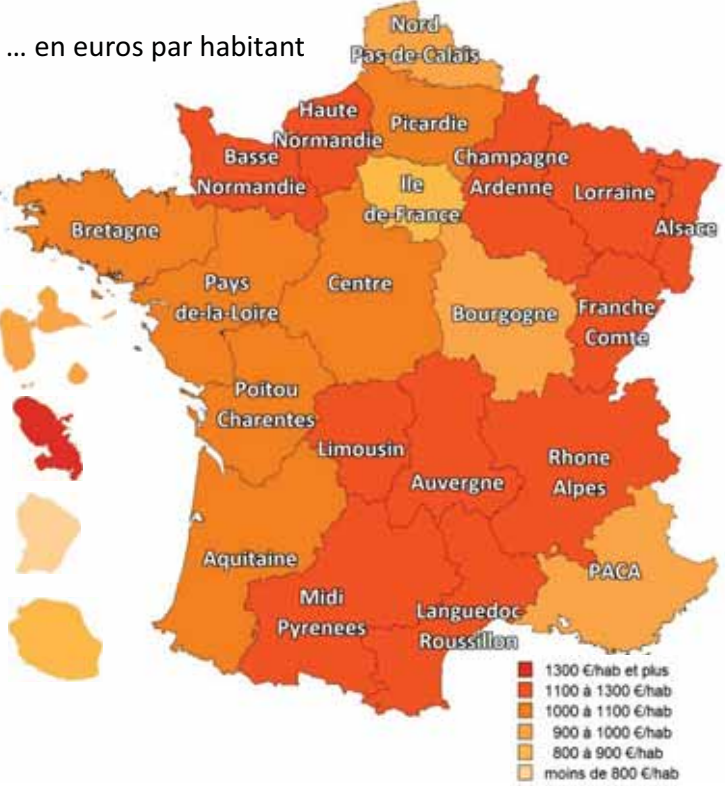 … en euros par habitant
Nord
Pas-de-Calais
Haute
Normandie
Picardie
Basse
Normandie
Champagne
Ardenne
Ile
de-France
Lorraine
Alsace
Bretagne
Pays
de-la-Loire
Centre
Bourgogne
Franche
Comte
Poitou
Charentes
Limousin
Auvergne
Rhone
Alpes
Aquitaine
Midi
Pyrenees
Languedoc
Roussillon
PACA
1300 €/hab et plus
1100 à 1300 €/hab
1000 à 1100 €/hab
900 à 1000 €/hab
800 à 900 €/hab
moins de 800 €/hab